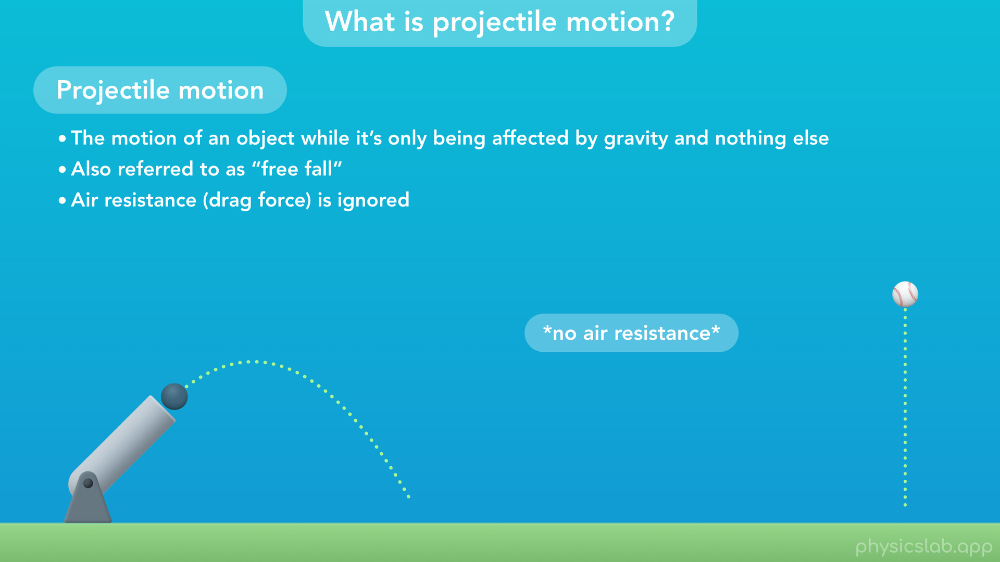 What is projectile motion?
Projectile motion
• The motion of an object while it’s only being affected by gravity and nothing else
• Also referred to as “free fall”
• Air resistance (drag force) is ignored
*no air resistance*
physicslab.app